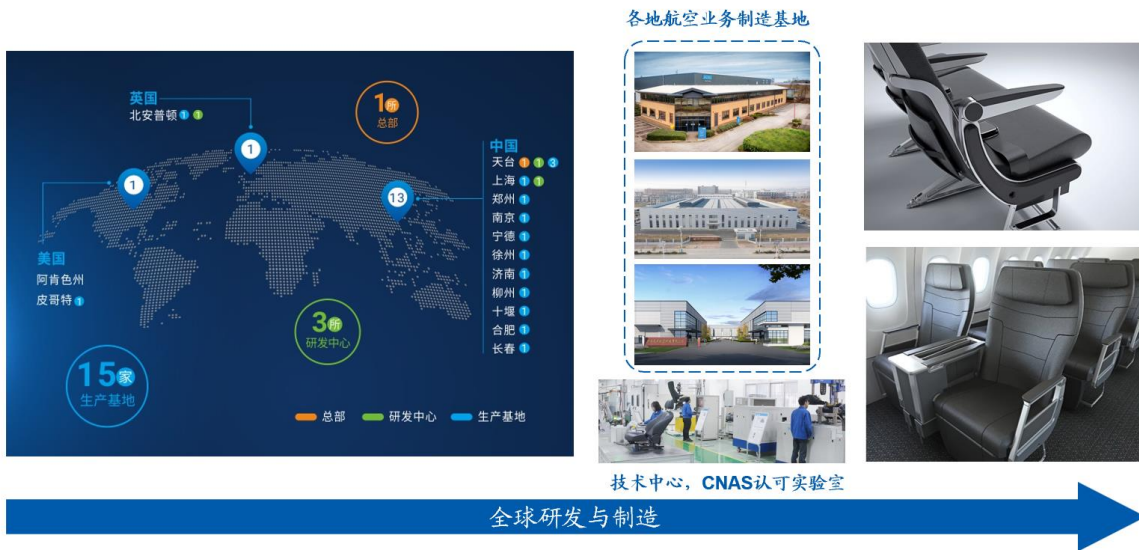 各地航空业务制造基地
英国
北安普顿 1 1
1所
总部
1
1
13
中国
天台 1 1 3
上海 1 1
郑州 1
南京 1
宁德 1
徐州 1
济南 1
柳州 1
十堰 1
合肥 1
长春 1
美国
阿肯色州
皮哥特 1
3所
研发中心
15家
生产基地
总部
研发中心
生产基地
技术中心，CNAS认可实验室
全球研发与制造